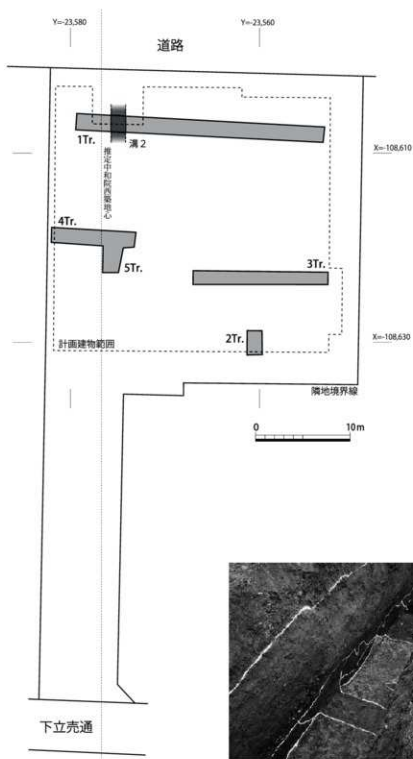 Y=-23,580
Y=-23,560
道路
1Tr.
溝2
X=-108,610
推定中和院西築地心
4Tr.
5Tr.
3Tr.
2Tr.
計画建物範囲
X=-108,630
隣地境界線
0 10m
下立売通